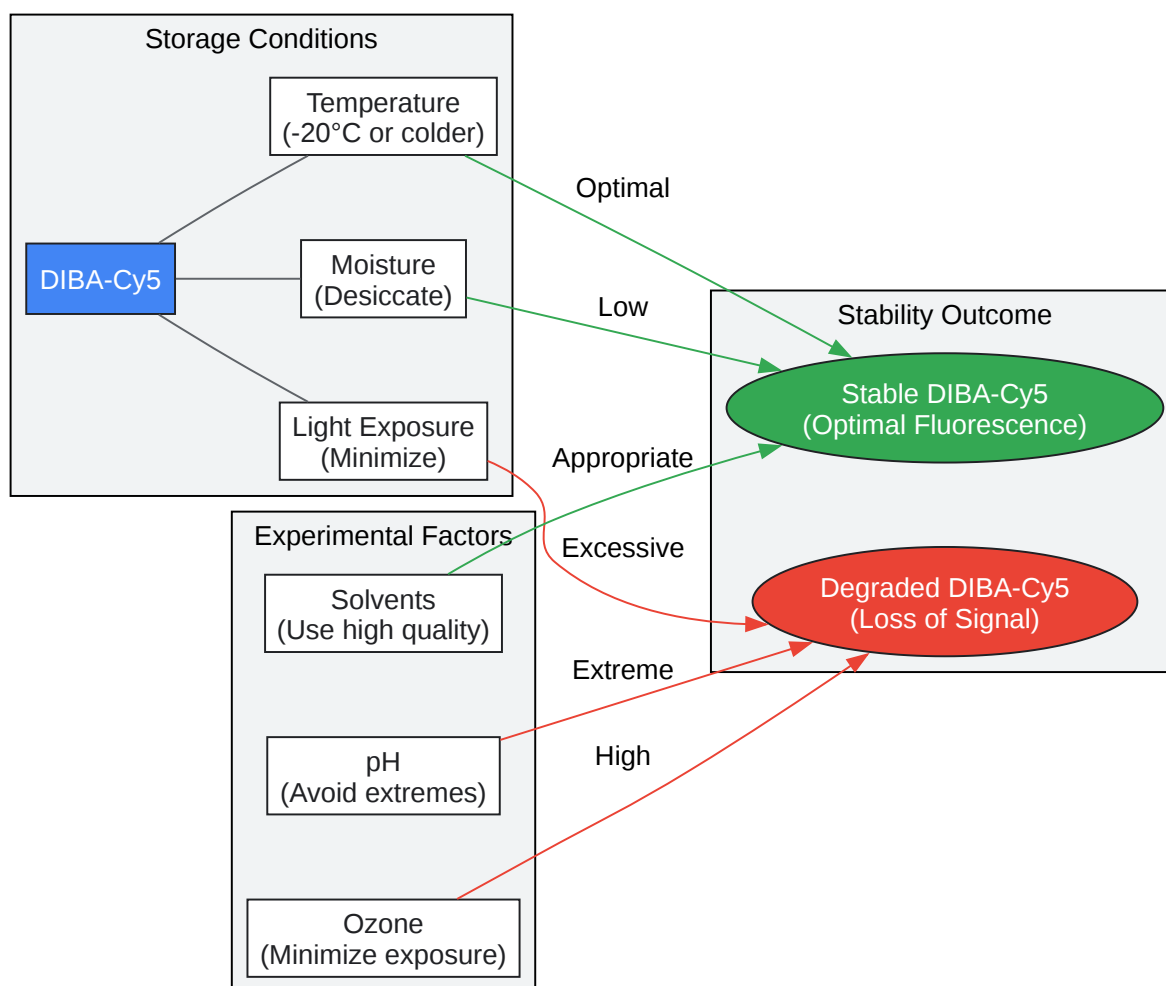 Storage Conditions
Temperature
(-20°C or colder)
Optimal
DIBA-Cy5
Moisture
(Desiccate)
Low
Light Exposure
(Minimize)
Stability Outcome
Stable DIBA-Cy5
(Optimal Fluorescence)
Appropriate
Experimental Factors
Excessive
Solvents
(Use high quality)
Degraded DIBA-Cy5
(Loss of Signal)
Extreme
pH
(Avoid extremes)
High
Ozone
(Minimize exposure)